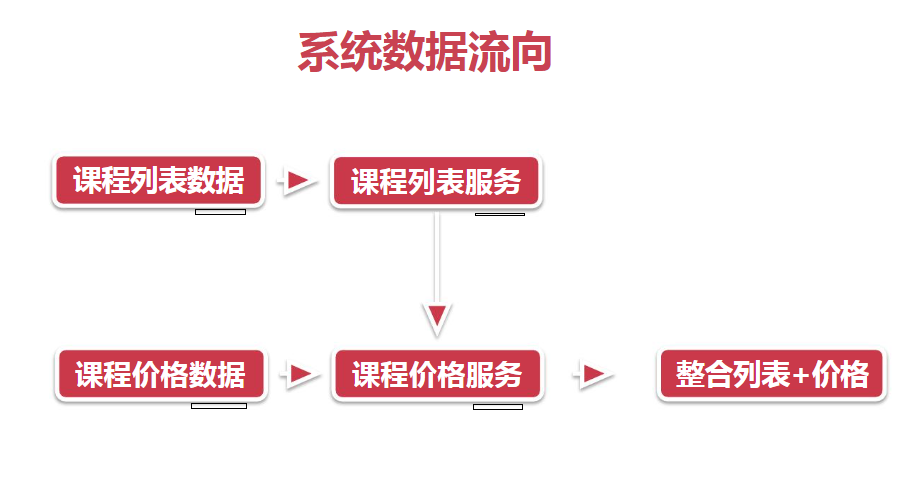 系统数据流向
课程列表数据
课程列表服务
课程价格数据
课程价格服务
整合列表+价格